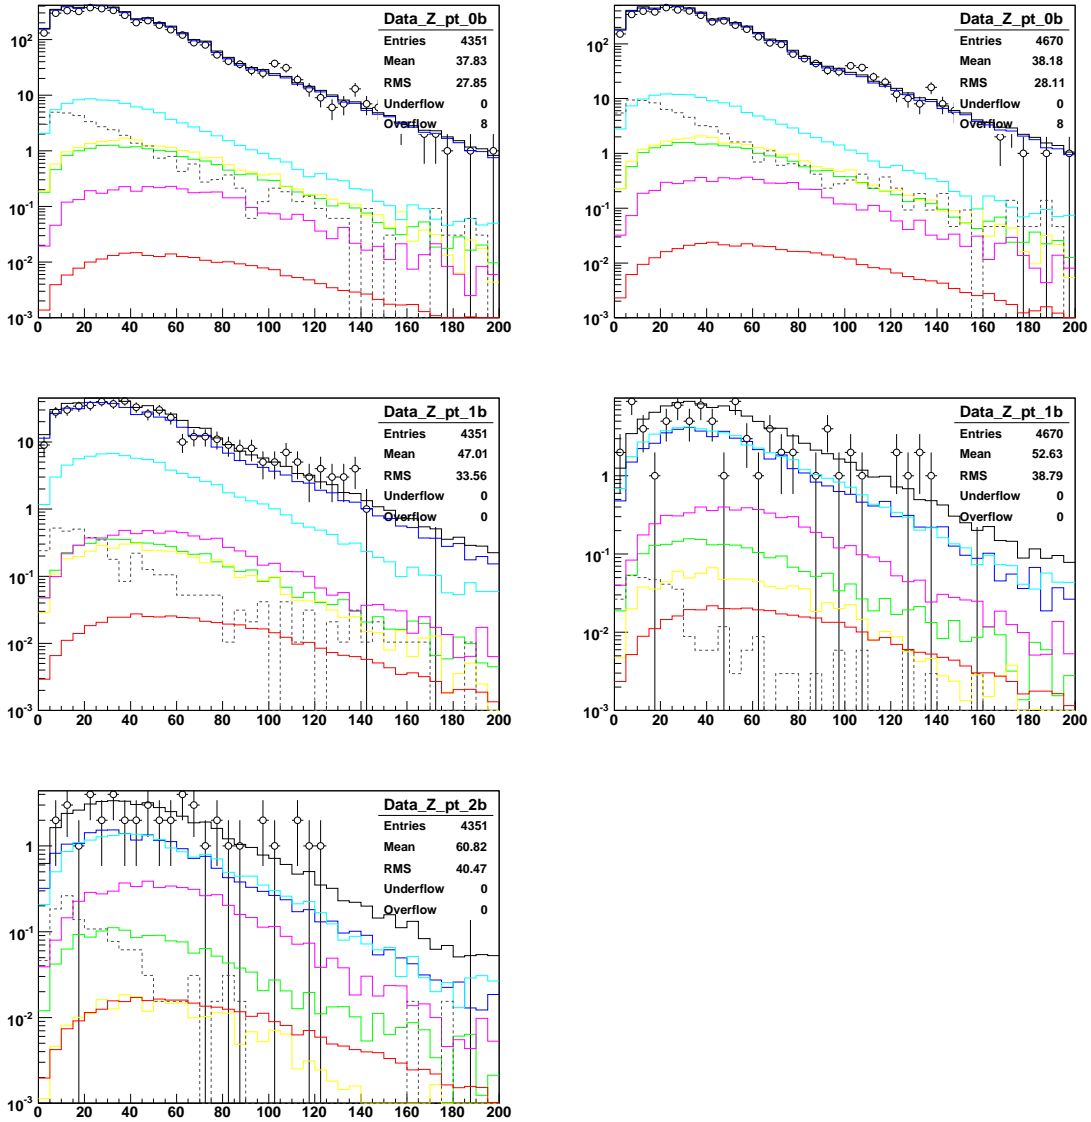 Data_Z_pt_0b
Entries 4351
Mean 37.83
RMS 27.85
Underflow 0
Overflow 8
10²
10
1
10⁻¹
10⁻²
10⁻³
0 20 40 60 80 100 120 140 160 180 200
Data_Z_pt_0b
Entries 4670
Mean 38.18
RMS 28.11
Underflow 0
Overflow 8
10²
10
1
10⁻¹
10⁻²
10⁻³
0 20 40 60 80 100 120 140 160 180 200
Data_Z_pt_1b
Entries 4351
Mean 47.01
RMS 33.56
Underflow 0
Overflow 0
10
1
10⁻¹
10⁻²
10⁻³
0 20 40 60 80 100 120 140 160 180 200
Data_Z_pt_1b
Entries 4670
Mean 52.63
RMS 38.79
Underflow 0
Overflow 0
1
10⁻¹
10⁻²
10⁻³
0 20 40 60 80 100 120 140 160 180 200
Data_Z_pt_2b
Entries 4351
Mean 60.82
RMS 40.47
Underflow 0
Overflow 0
1
10⁻¹
10⁻²
10⁻³
0 20 40 60 80 100 120 140 160 180 200